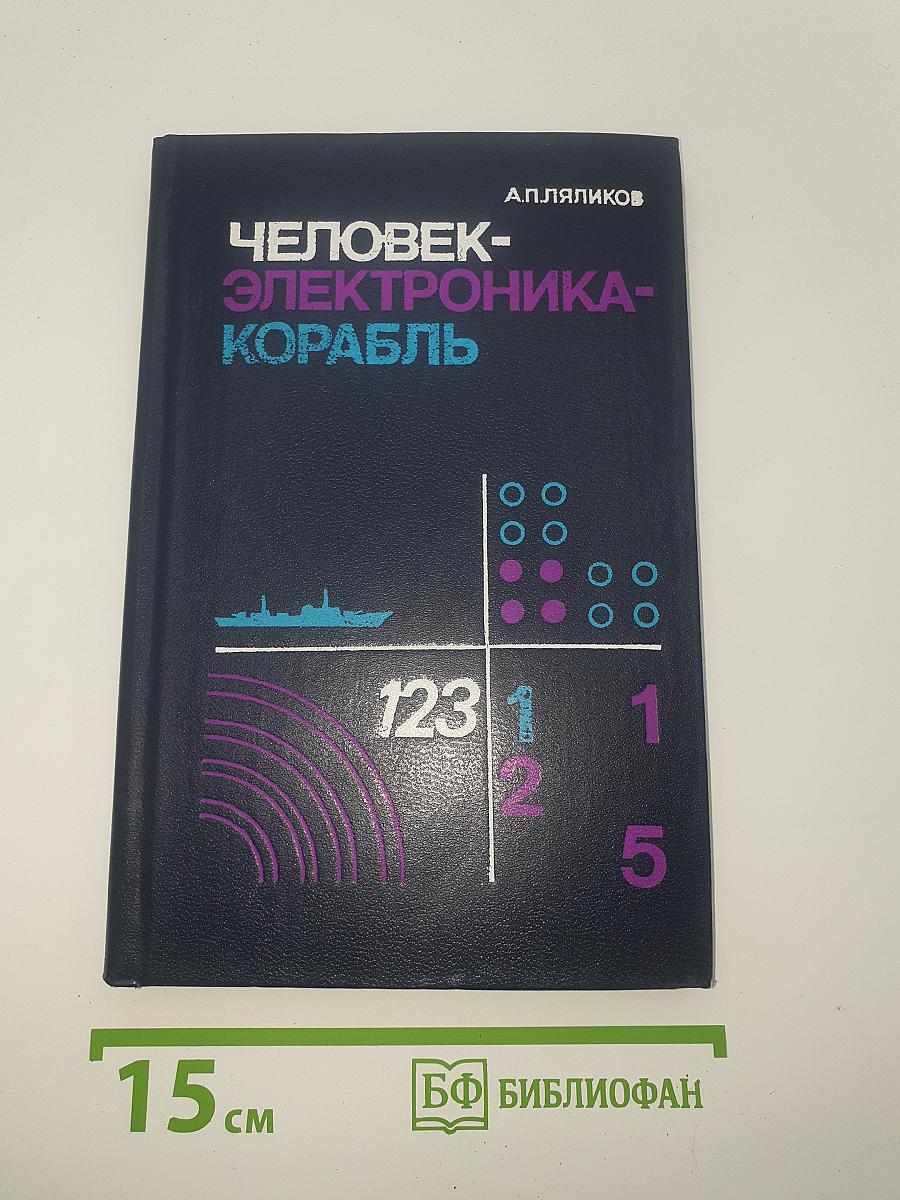 А.П.ЛЯЛИКОВ
ЧЕЛОВЕК-
ЭЛЕКТРОНИКА-
КОРАБЛЬ
123
1 1
2
5
15 см
БФ БИБЛИОФАН